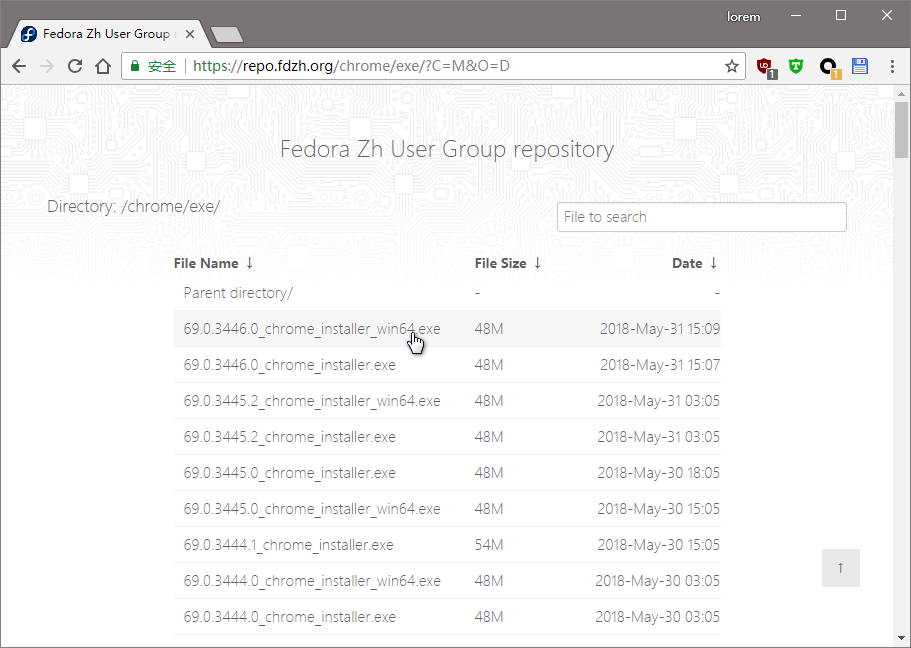 lorem
Fedora Zh User Group
安全 https://repo.fdzh.org/chrome/exe/?C=M&O=D
1 1
Fedora Zh User Group repository
Directory: /chrome/exe/
File to search
File Name ↓ File Size ↓ Date ↓
Parent directory/ - -
69.0.3446.0_chrome_installer_win64.exe 48M 2018-May-31 15:09
69.0.3446.0_chrome_installer.exe 48M 2018-May-31 15:07
69.0.3445.2_chrome_installer_win64.exe 48M 2018-May-31 03:05
69.0.3445.2_chrome_installer.exe 48M 2018-May-31 03:05
69.0.3445.0_chrome_installer.exe 48M 2018-May-30 18:05
69.0.3445.0_chrome_installer_win64.exe 48M 2018-May-30 15:05
69.0.3444.1_chrome_installer.exe 54M 2018-May-30 15:05
69.0.3444.0_chrome_installer_win64.exe 48M 2018-May-30 03:05
69.0.3444.0_chrome_installer.exe 48M 2018-May-30 03:05
↑